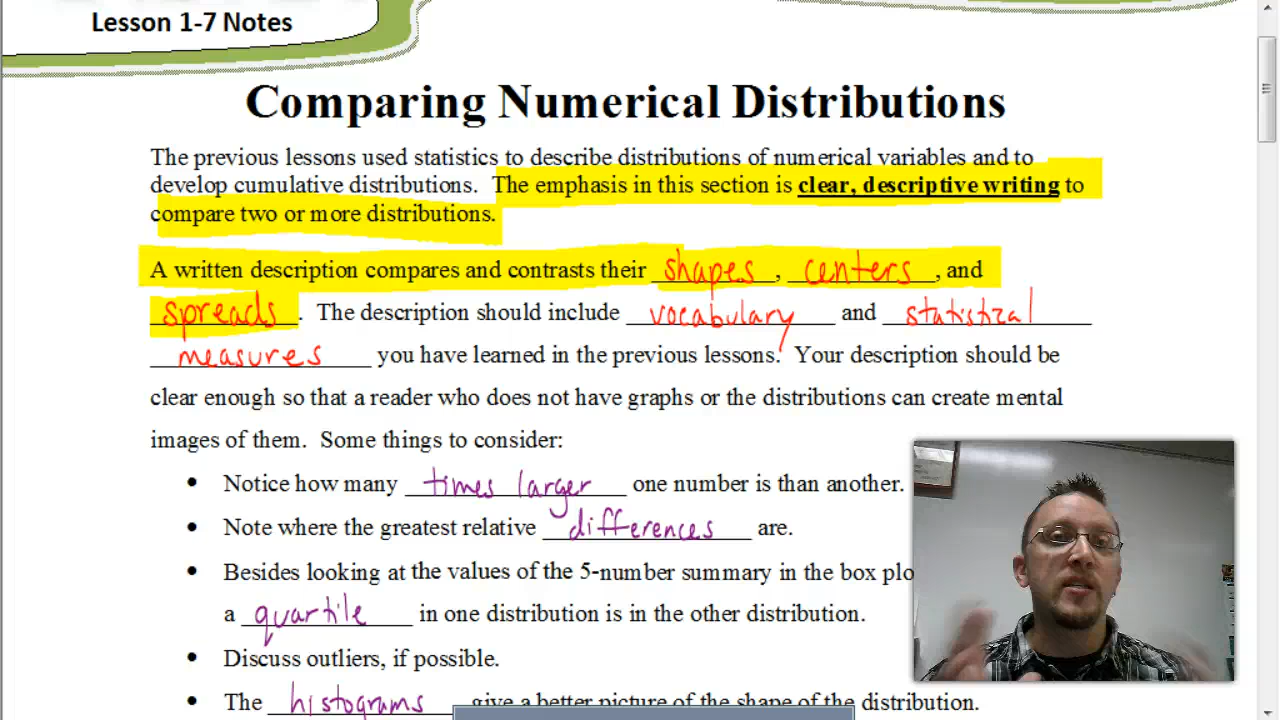 Lesson 1-7 Notes
Comparing Numerical Distributions
The previous lessons used statistics to describe distributions of numerical variables and to
develop cumulative distributions. The emphasis in this section is clear, descriptive writing to
compare two or more distributions.
A written description compares and contrasts their shapes, centers, and
spreads. The description should include vocabulary and statistical
measures you have learned in the previous lessons. Your description should be
clear enough so that a reader who does not have graphs or the distributions can create mental
images of them. Some things to consider:
• Notice how many times larger one number is than another.
• Note where the greatest relative differences are.
• Besides looking at the values of the 5-number summary in the box plo
a quartile in one distribution is in the other distribution.
• Discuss outliers, if possible.
• The histograms give a better picture of the shape of the distribution.